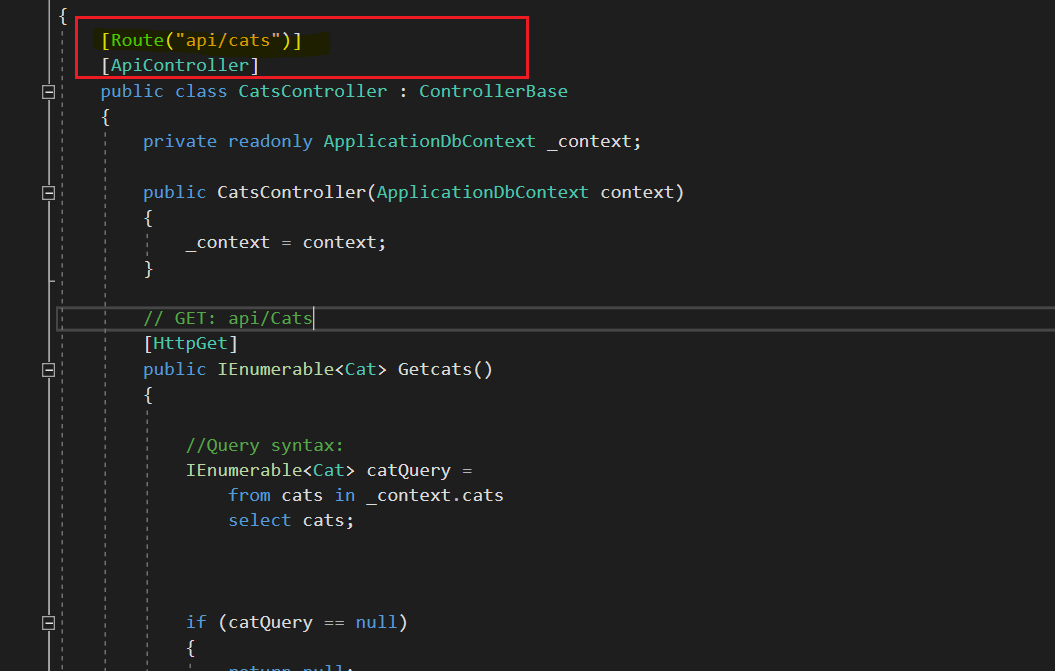 {
[Route("api/cats")]
[ApiController]
public class CatsController : ControllerBase
{
private readonly ApplicationDbContext _context;
public CatsController(ApplicationDbContext context)
{
_context = context;
}
// GET: api/Cats
[HttpGet]
public IEnumerable<Cat> Getcats()
{
//Query syntax:
IEnumerable<Cat> catQuery =
from cats in _context.cats
select cats;
if (catQuery == null)
{
return null;